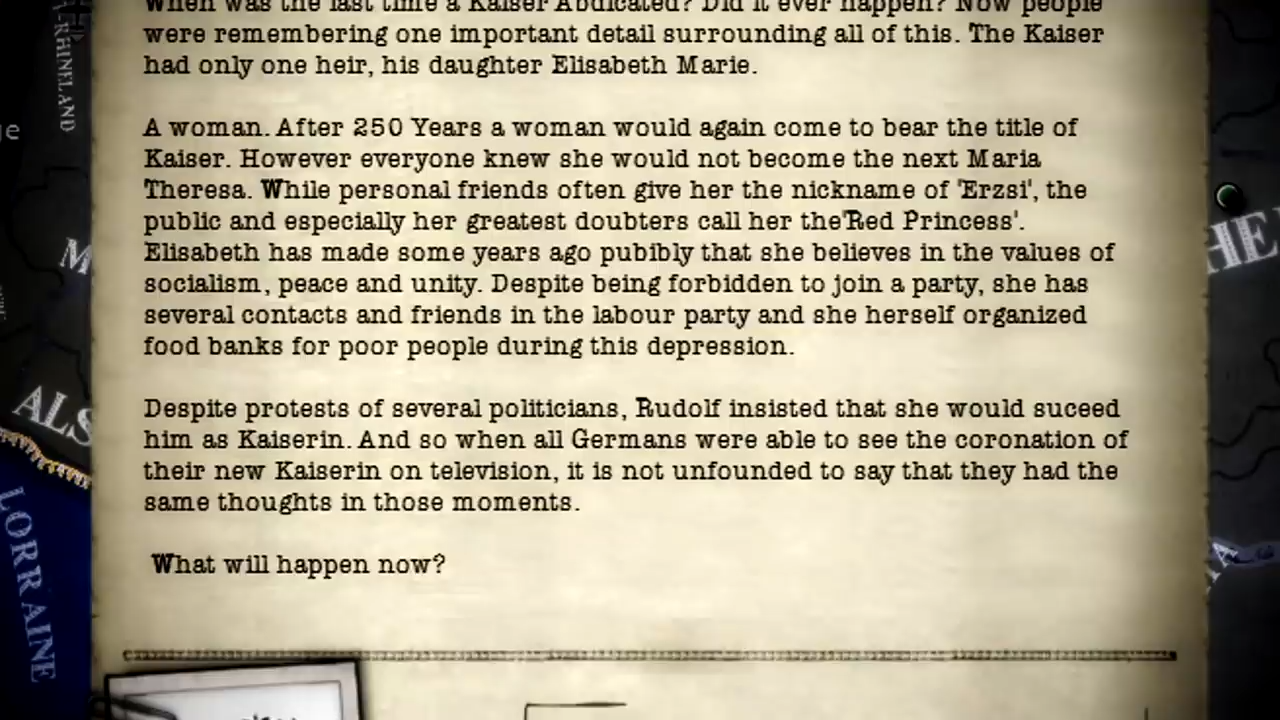 When was the last time a Kaiser Abdicated? Did it ever happen? Now people
were remembering one important detail surrounding all of this. The Kaiser
had only one heir, his daughter Elisabeth Marie.
A woman. After 250 Years a woman would again come to bear the title of
Kaiser. However everyone knew she would not become the next Maria
Theresa. While personal friends often give her the nickname of 'Erzsi', the
public and especially her greatest doubters call her the'Red Princess'.
Elisabeth has made some years ago pubibly that she believes in the values of
socialism, peace and unity. Despite being forbidden to join a party, she has
several contacts and friends in the labour party and she herself organized
food banks for poor people during this depression.
Despite protests of several politicians, Rudolf insisted that she would suceed
him as Kaiserin. And so when all Germans were able to see the coronation of
their new Kaiserin on television, it is not unfounded to say that they had the
same thoughts in those moments.
What will happen now?
RHINELAND
ALS
LORRAINE
HE